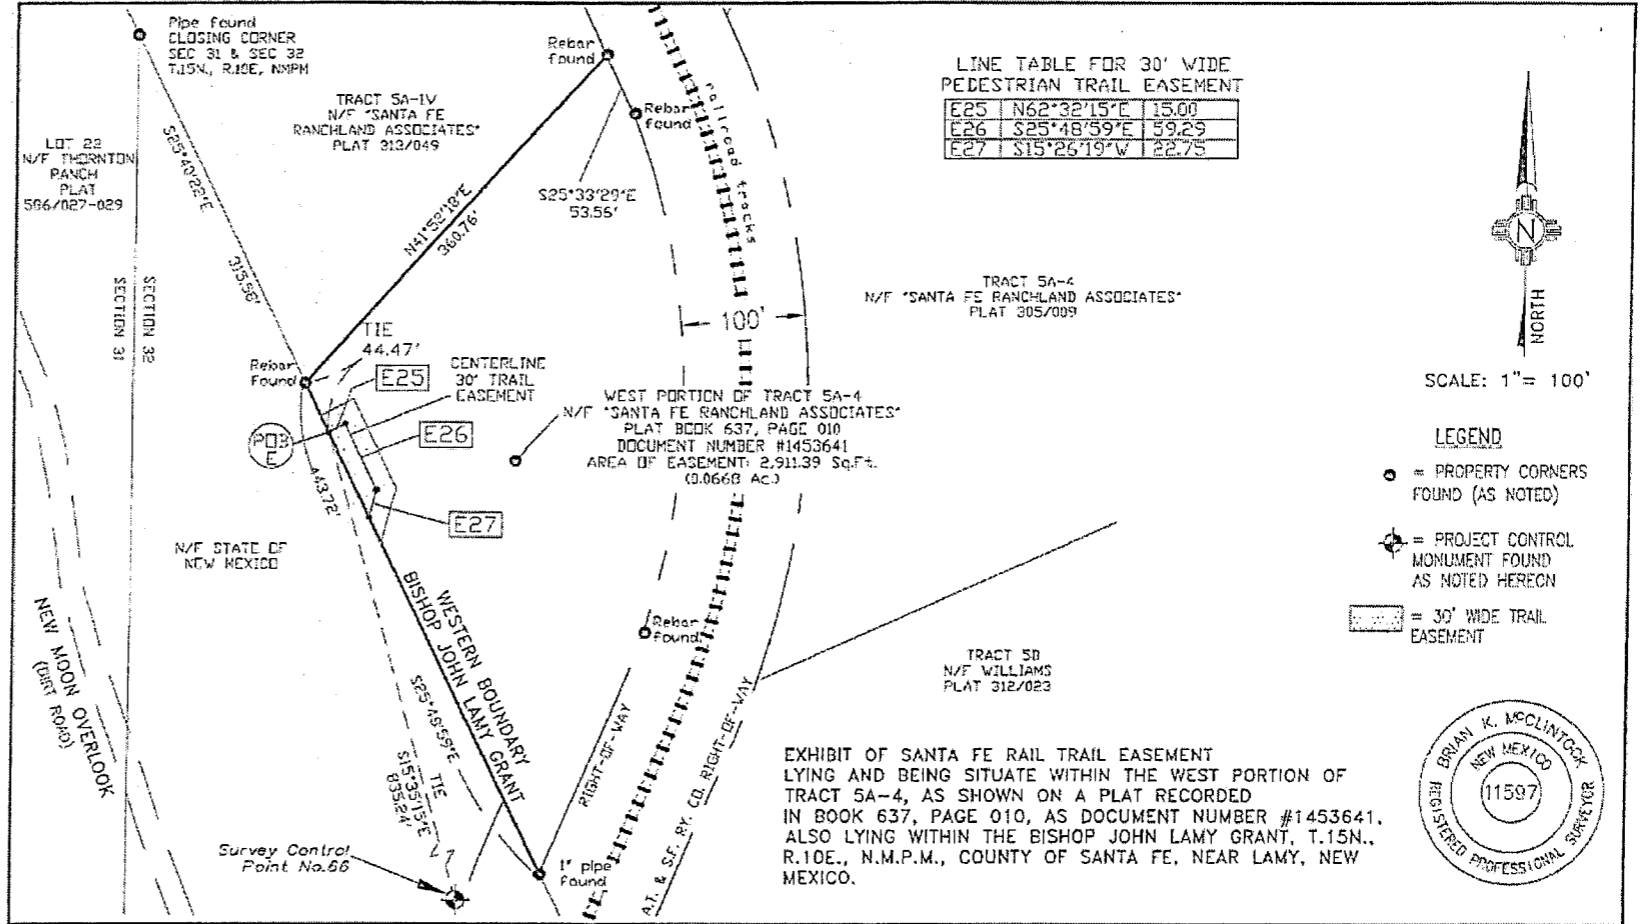 Pipe found
CLOSING CORNER
SEC 31 & SEC 32
T.15N., R.10E, NMPM
Rebar
found
Rebar
found
railroad tracks
LINE TABLE FOR 30' WIDE
PEDESTRIAN TRAIL EASEMENT
E25 N62°32'15"E 15.00
E26 S25°48'59"E 59.29
E27 S15°26'19"W 22.75
TRACT 5A-1V
N/F "SANTA FE
RANCHLAND ASSOCIATES"
PLAT 313/049
LOT 22
N/F THORNTON
RANCH
PLAT
586/027-029
S25°40'22"E
315.56'
N41°52'18"E
360.76'
S25°33'29"E
53.56'
SECTION 31
SECTION 32
TRACT 5A-4
N/F "SANTA FE RANCHLAND ASSOCIATES"
PLAT 305/009
100'
N
NORTH
SCALE: 1"= 100'
TIE
44.47'
Rebar
Found
E25
CENTERLINE
30' TRAIL
EASEMENT
POB
E
E26
E27
443.72'
WEST PORTION OF TRACT 5A-4
N/F "SANTA FE RANCHLAND ASSOCIATES"
PLAT BOOK 637, PAGE 010
DOCUMENT NUMBER #1453641
AREA OF EASEMENT: 2,911.39 Sq.Ft.
(0.0668 Ac.)
LEGEND
= PROPERTY CORNERS
FOUND (AS NOTED)
= PROJECT CONTROL
MONUMENT FOUND
AS NOTED HEREON
= 30' WIDE TRAIL
EASEMENT
N/F STATE OF
NEW MEXICO
NEW MOON OVERLOOK
(DIRT ROAD)
WESTERN BOUNDARY
BISHOP JOHN LAMY GRANT
S25°48'59"E
TIE
S15°35'15"E
835.24'
Rebar
found
RIGHT-OF-WAY
A.T. & S.F. RY. CO. RIGHT-OF-WAY
TRACT 5B
N/F WILLIAMS
PLAT 312/023
Survey Control
Point No.66
1" pipe
found
EXHIBIT OF SANTA FE RAIL TRAIL EASEMENT
LYING AND BEING SITUATE WITHIN THE WEST PORTION OF
TRACT 5A-4, AS SHOWN ON A PLAT RECORDED
IN BOOK 637, PAGE 010, AS DOCUMENT NUMBER #1453641,
ALSO LYING WITHIN THE BISHOP JOHN LAMY GRANT, T.15N.,
R.10E., N.M.P.M., COUNTY OF SANTA FE, NEAR LAMY, NEW
MEXICO.
BRIAN K. McCLINTOCK
NEW MEXICO
11597
REGISTERED PROFESSIONAL SURVEYOR